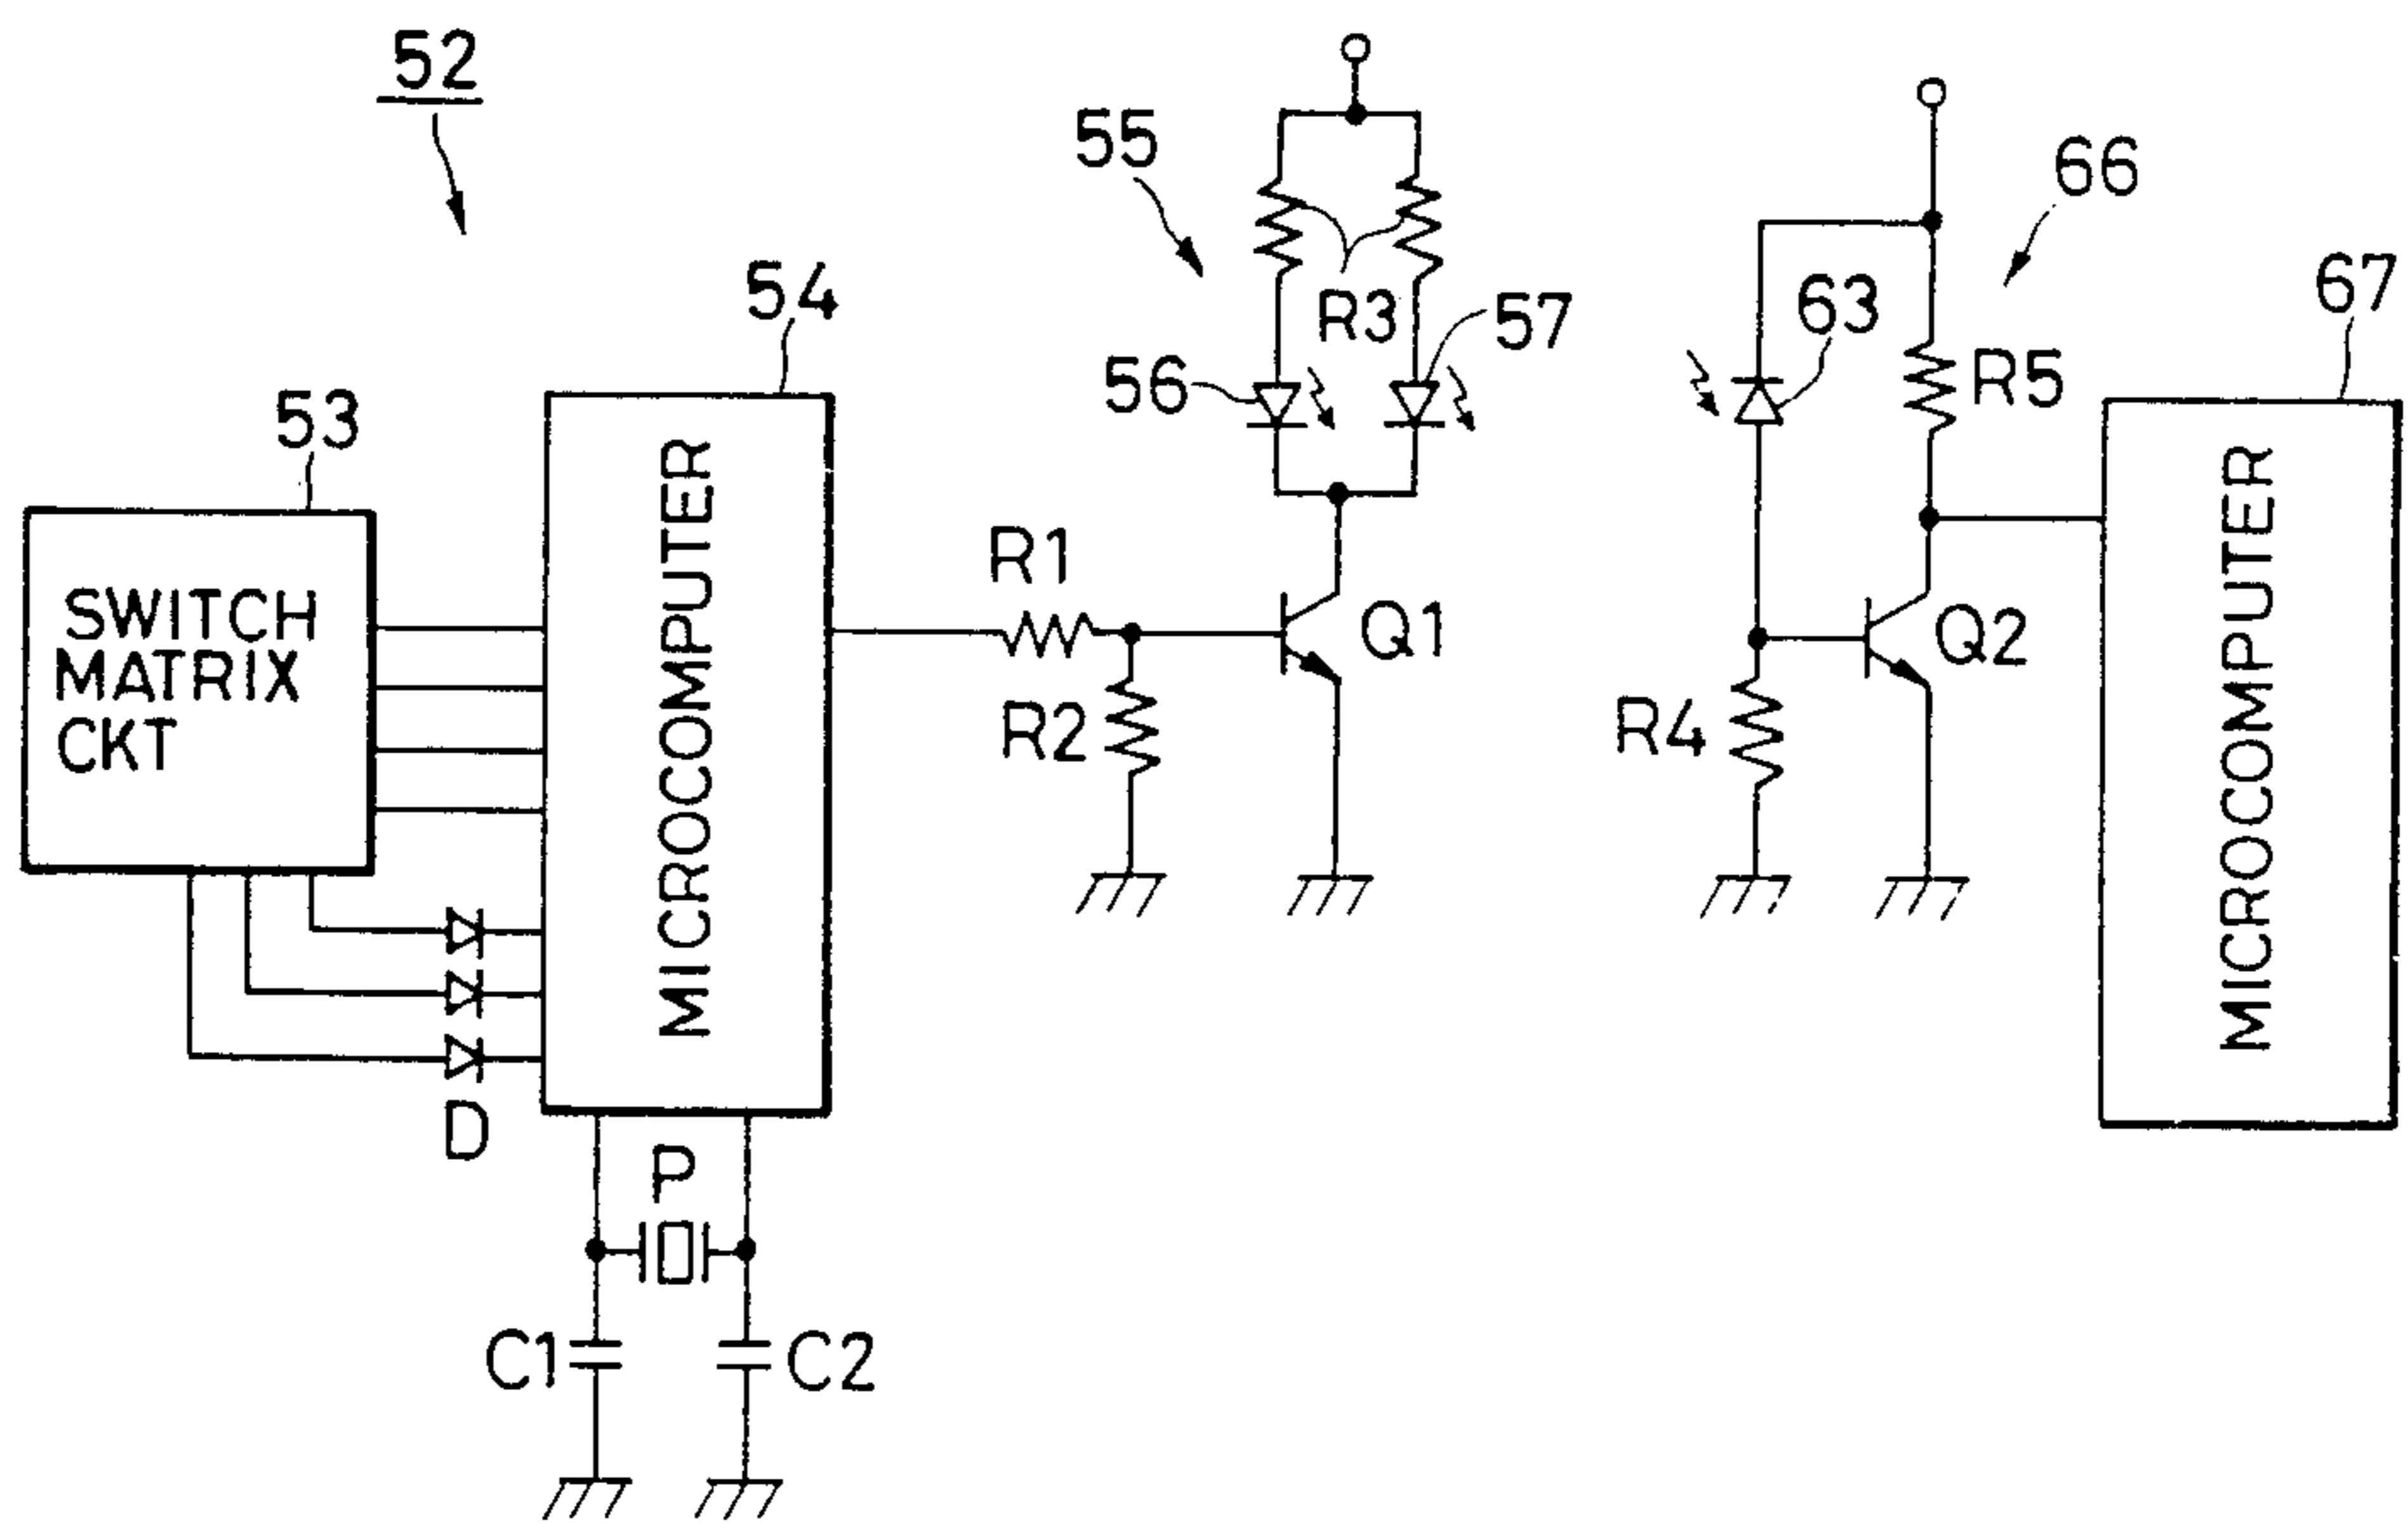 52
55
66
54
67
63
R3
57
56
R5
53
SWITCH
MATRIX
CKT
MICROCOMPUTER
R1
Q1
R2
Q2
R4
MICROCOMPUTER
D
P
C1
C2